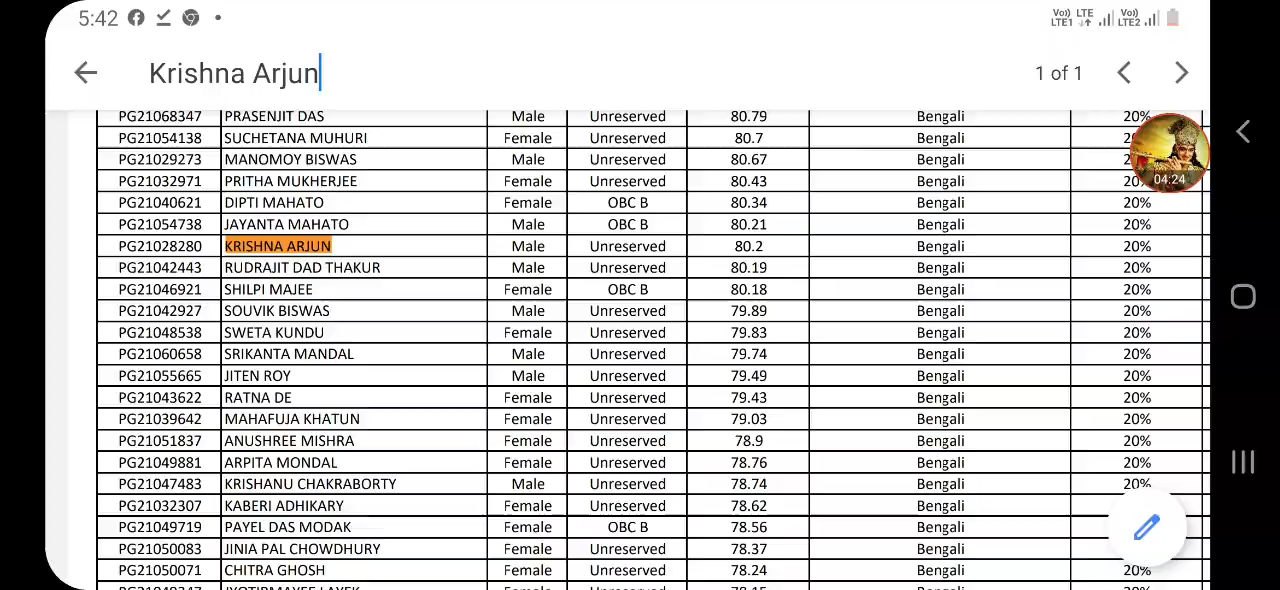 5:42
Vo) LTE Vo)
LTE1 LTE2
Krishna Arjun
1 of 1
PG21068347 PRASENJIT DAS Male Unreserved 80.79 Bengali 20%
PG21054138 SUCHETANA MUHURI Female Unreserved 80.7 Bengali
PG21029273 MANOMOY BISWAS Male Unreserved 80.67 Bengali
PG21032971 PRITHA MUKHERJEE Female Unreserved 80.43 Bengali
04:24
PG21040621 DIPTI MAHATO Female OBC B 80.34 Bengali 20%
PG21054738 JAYANTA MAHATO Male OBC B 80.21 Bengali 20%
PG21028280 KRISHNA ARJUN Male Unreserved 80.2 Bengali 20%
PG21042443 RUDRAJIT DAD THAKUR Male Unreserved 80.19 Bengali 20%
PG21046921 SHILPI MAJEE Female OBC B 80.18 Bengali 20%
PG21042927 SOUVIK BISWAS Male Unreserved 79.89 Bengali 20%
PG21048538 SWETA KUNDU Female Unreserved 79.83 Bengali 20%
PG21060658 SRIKANTA MANDAL Male Unreserved 79.74 Bengali 20%
PG21055665 JITEN ROY Male Unreserved 79.49 Bengali 20%
PG21043622 RATNA DE Female Unreserved 79.43 Bengali 20%
PG21039642 MAHAFUJA KHATUN Female Unreserved 79.03 Bengali 20%
PG21051837 ANUSHREE MISHRA Female Unreserved 78.9 Bengali 20%
PG21049881 ARPITA MONDAL Female Unreserved 78.76 Bengali 20%
PG21047483 KRISHANU CHAKRABORTY Male Unreserved 78.74 Bengali 20%
PG21032307 KABERI ADHIKARY Female Unreserved 78.62 Bengali
PG21049719 PAYEL DAS MODAK Female OBC B 78.56 Bengali
PG21050083 JINIA PAL CHOWDHURY Female Unreserved 78.37 Bengali
PG21050071 CHITRA GHOSH Female Unreserved 78.24 Bengali 20%